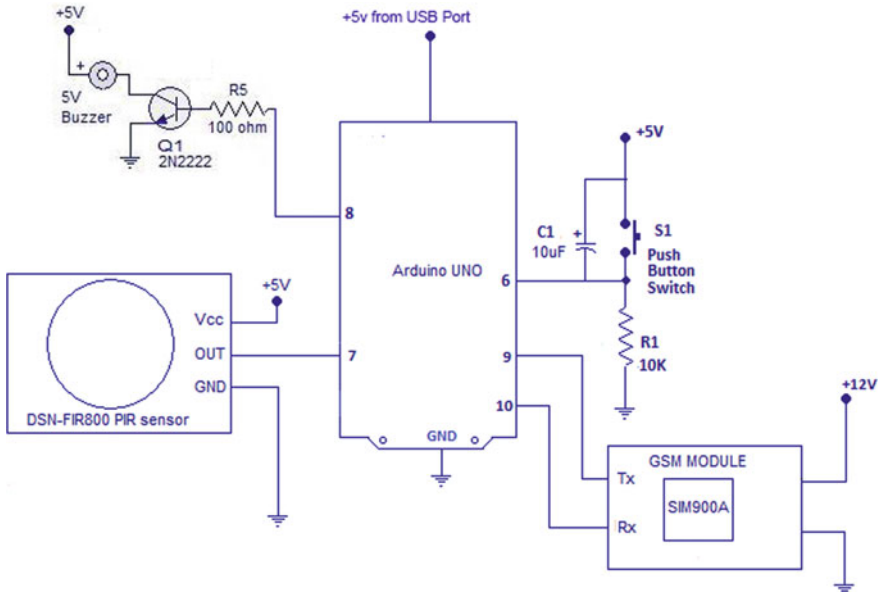 +5V
+
5V
Buzzer
Q1
2N2222
R5
100 ohm
+5v from USB Port
8
Arduino UNO
7
6
9
10
GND
+5V
C1
+
10uF
S1
Push
Button
Switch
R1
10K
+5V
Vcc
OUT
GND
DSN-FIR800 PIR sensor
+12V
GSM MODULE
Tx
SIM900A
Rx